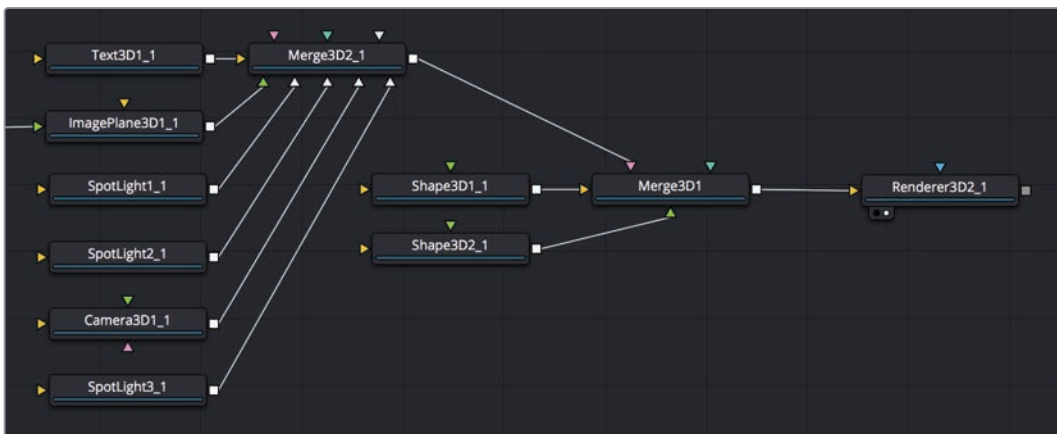 Text3D1_1
Merge3D2_1
ImagePlane3D1_1
SpotLight1_1
Shape3D1_1
Merge3D1
Renderer3D2_1
SpotLight2_1
Shape3D2_1
Camera3D1_1
SpotLight3_1